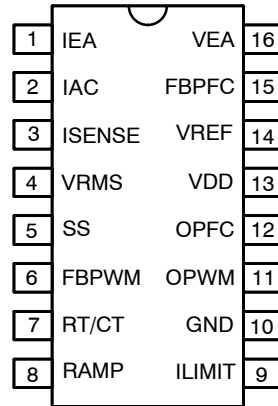 1 IEA VEA 16
2 IAC FBPFC 15
3 ISENSE VREF 14
4 VRMS VDD 13
5 SS OPFC 12
6 FBPWM OPWM 11
7 RT/CT GND 10
8 RAMP ILIMIT 9